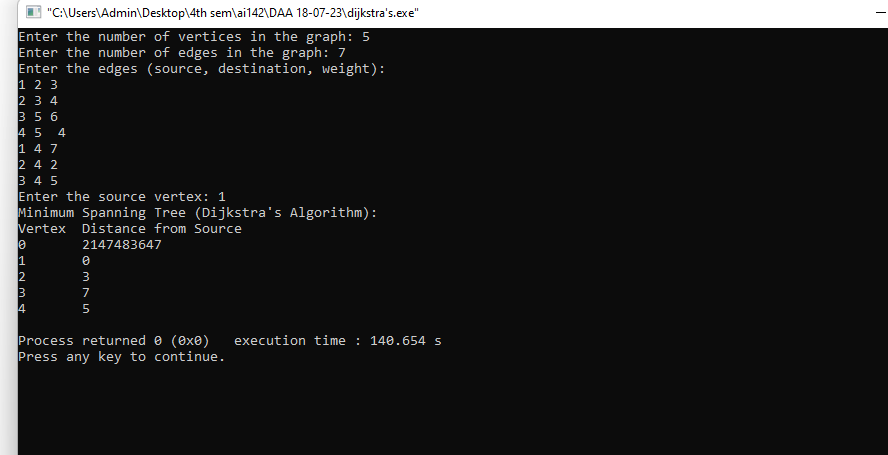 "C:\Users\Admin\Desktop\4th sem\ai142\DAA 18-07-23\dijkstra's.exe"
Enter the number of vertices in the graph: 5
Enter the number of edges in the graph: 7
Enter the edges (source, destination, weight):
1 2 3
2 3 4
3 5 6
4 5  4
1 4 7
2 4 2
3 4 5
Enter the source vertex: 1
Minimum Spanning Tree (Dijkstra's Algorithm):
Vertex  Distance from Source
0       2147483647
1       0
2       3
3       7
4       5

Process returned 0 (0x0)   execution time : 140.654 s
Press any key to continue.